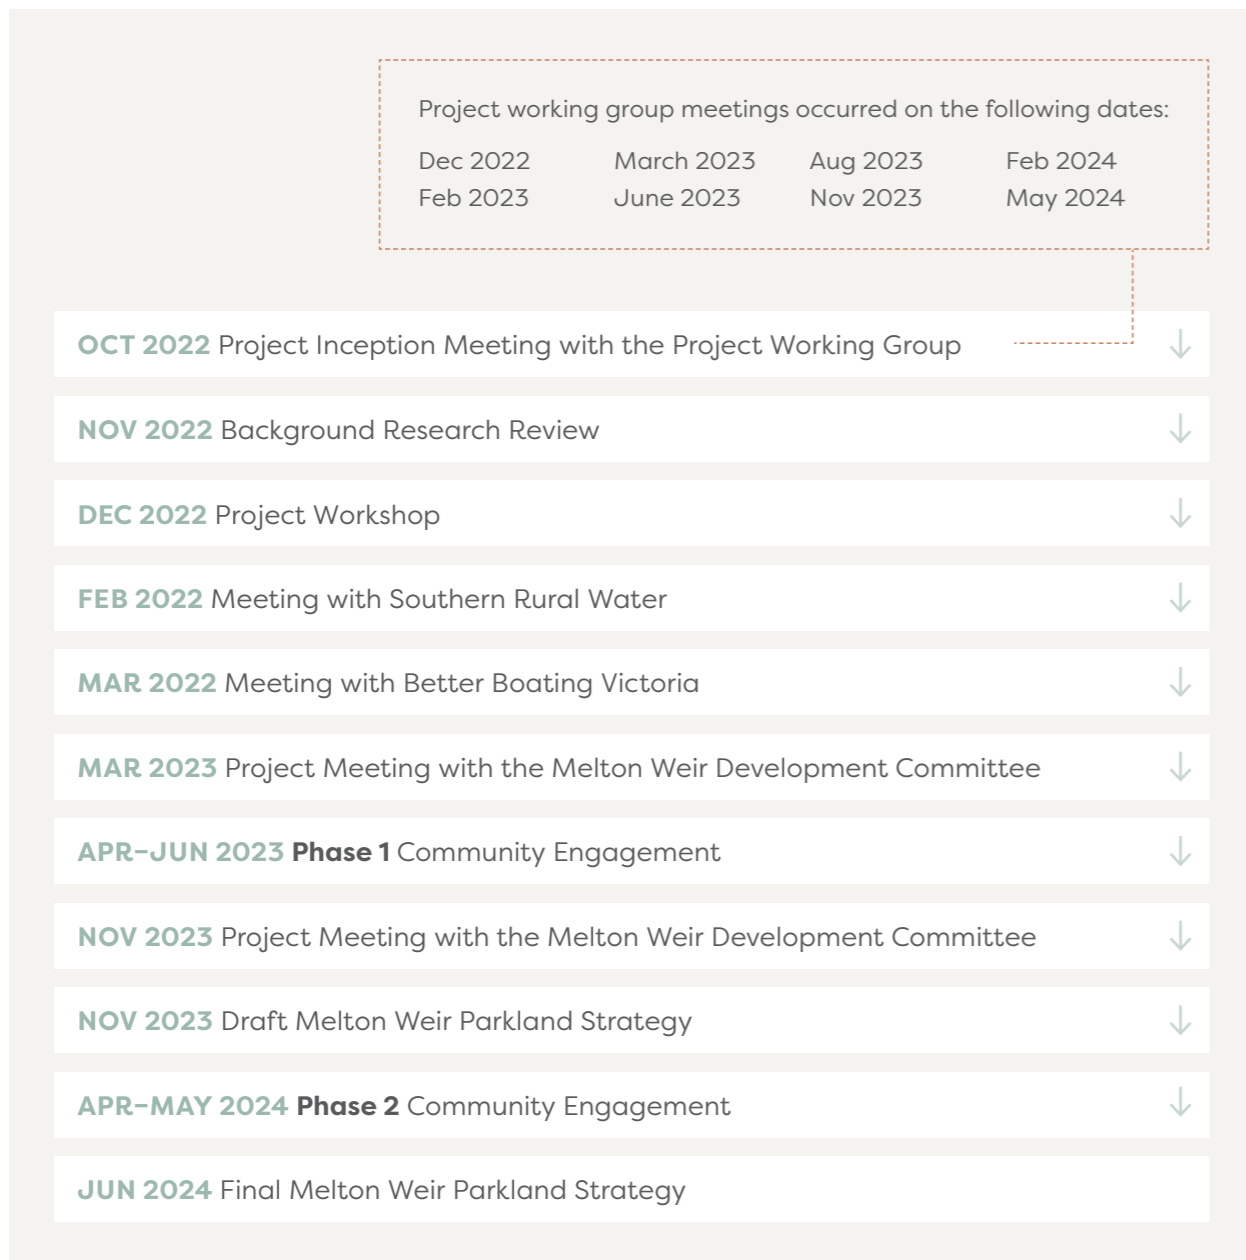 Project working group meetings occurred on the following dates:
Dec 2022 March 2023 Aug 2023 Feb 2024
Feb 2023 June 2023 Nov 2023 May 2024
OCT 2022 Project Inception Meeting with the Project Working Group
NOV 2022 Background Research Review
DEC 2022 Project Workshop
FEB 2022 Meeting with Southern Rural Water
MAR 2022 Meeting with Better Boating Victoria
MAR 2023 Project Meeting with the Melton Weir Development Committee
APR–JUN 2023 Phase 1 Community Engagement
NOV 2023 Project Meeting with the Melton Weir Development Committee
NOV 2023 Draft Melton Weir Parkland Strategy
APR–MAY 2024 Phase 2 Community Engagement
JUN 2024 Final Melton Weir Parkland Strategy